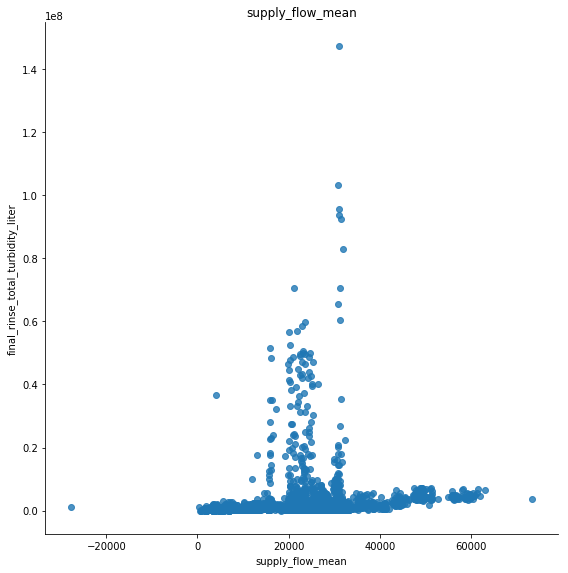 supply_flow_mean
1e8
1.4
1.2
1.0
0.8
0.6
0.4
0.2
0.0
final_rinse_total_turbidity_liter
−20000 0 20000 40000 60000
supply_flow_mean